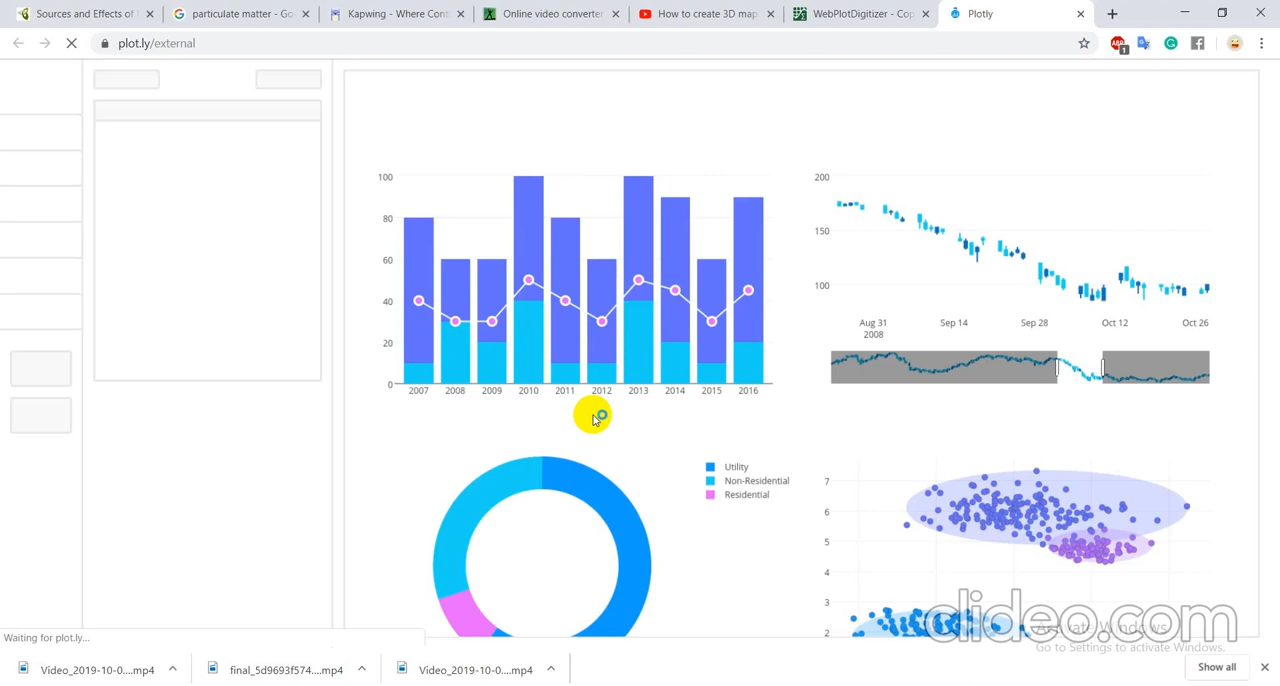 Sources and Effects of
particulate matter - Go
Kapwing - Where Cont
Online video converter
How to create 3D map
WebPlotDigitizer - Cop
Plotly
plot.ly/external
ABP
1
100
80
60
40
20
0
2007 2008 2009 2010 2011 2012 2013 2014 2015 2016
200
150
100
Aug 31 Sep 14 Sep 28 Oct 12 Oct 26
2008
Utility
Non-Residential
Residential
7
6
5
4
3
2
clideo.com
Activate Windows
Go to Settings to activate Windows.
Waiting for plot.ly...
Video_2019-10-0....mp4
final_5d9693f574....mp4
Video_2019-10-0....mp4
Show all